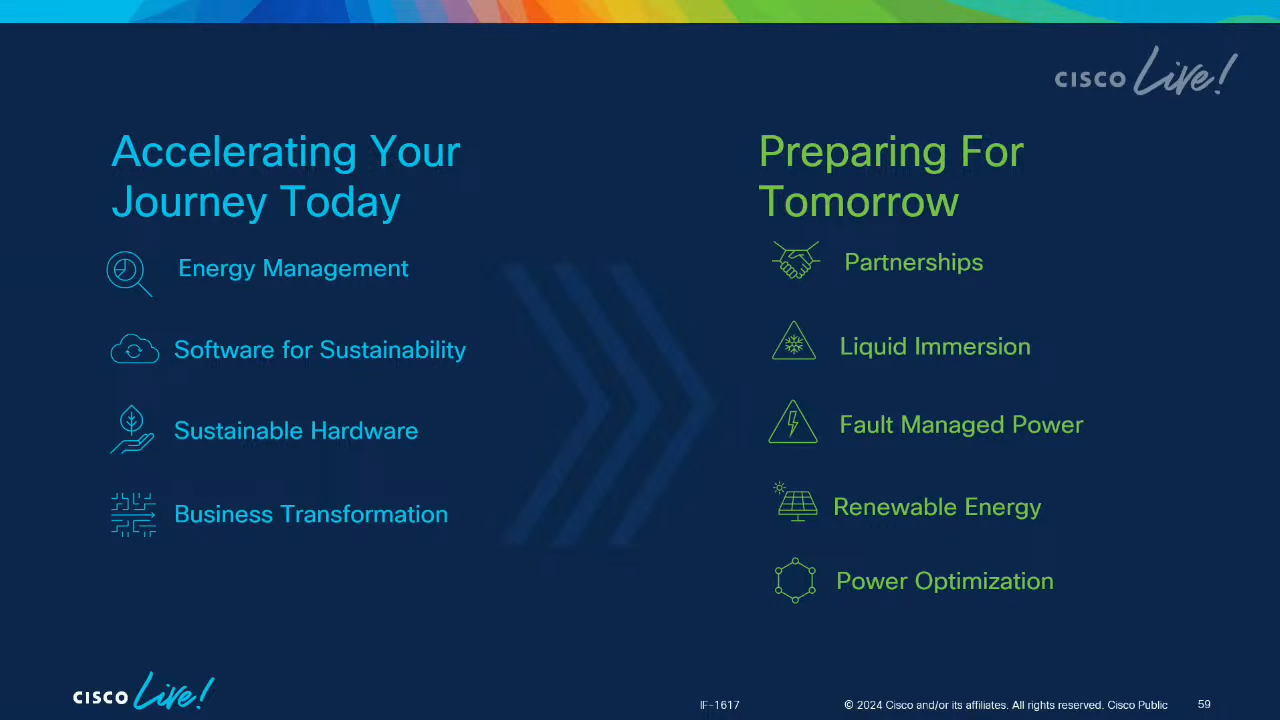 CISCO Live!
Accelerating Your
Journey Today
Energy Management
Software for Sustainability
Sustainable Hardware
Business Transformation
Preparing For
Tomorrow
Partnerships
Liquid Immersion
Fault Managed Power
Renewable Energy
Power Optimization
CISCO Live!
IF-1617
© 2024 Cisco and/or its affiliates. All rights reserved. Cisco Public
59